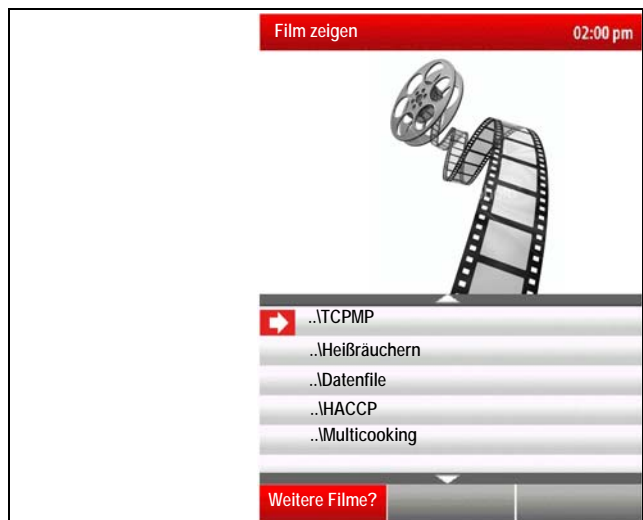 Film zeigen 02:00 pm
..\TCPMP
..\Heißräuchern
..\Datenfile
..\HACCP
..\Multicooking
Weitere Filme?